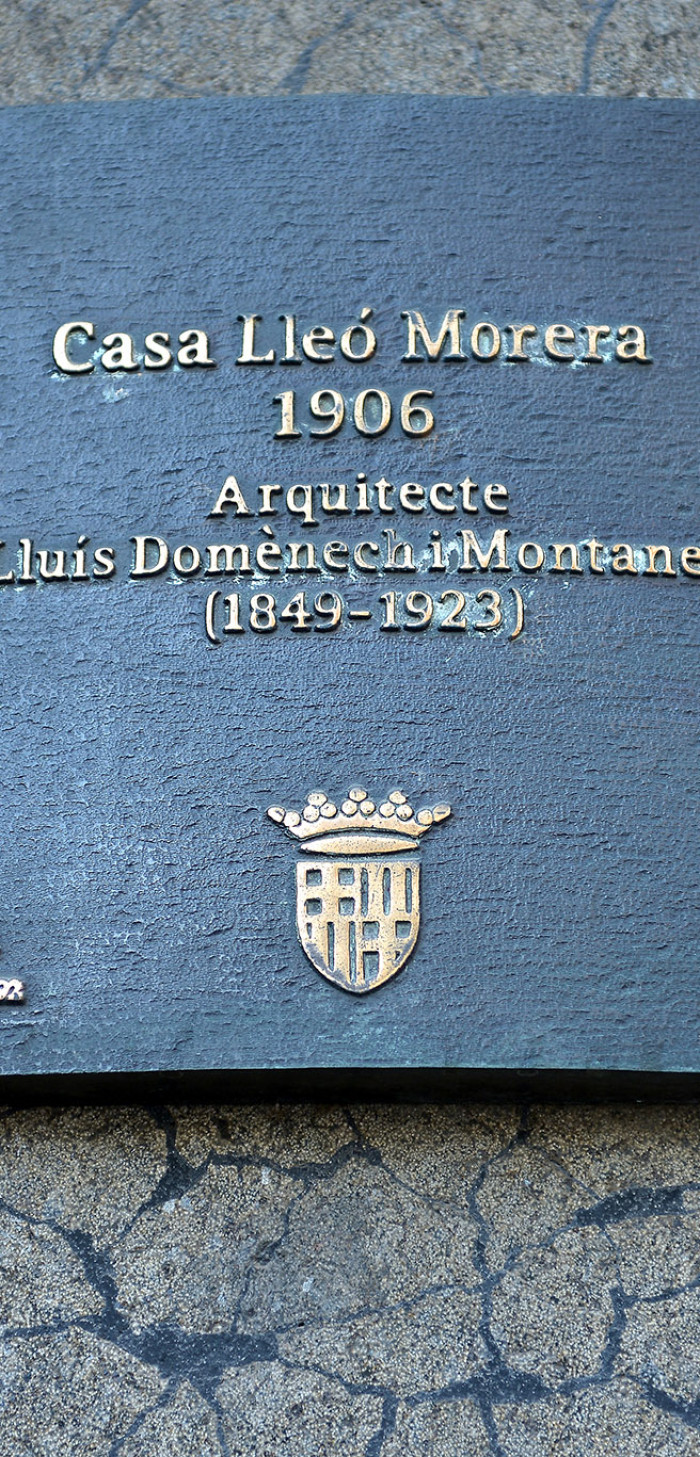 Casa Lleó Morera
1906
Arquitecte
Lluís Domènech i Montane
(1849-1923)